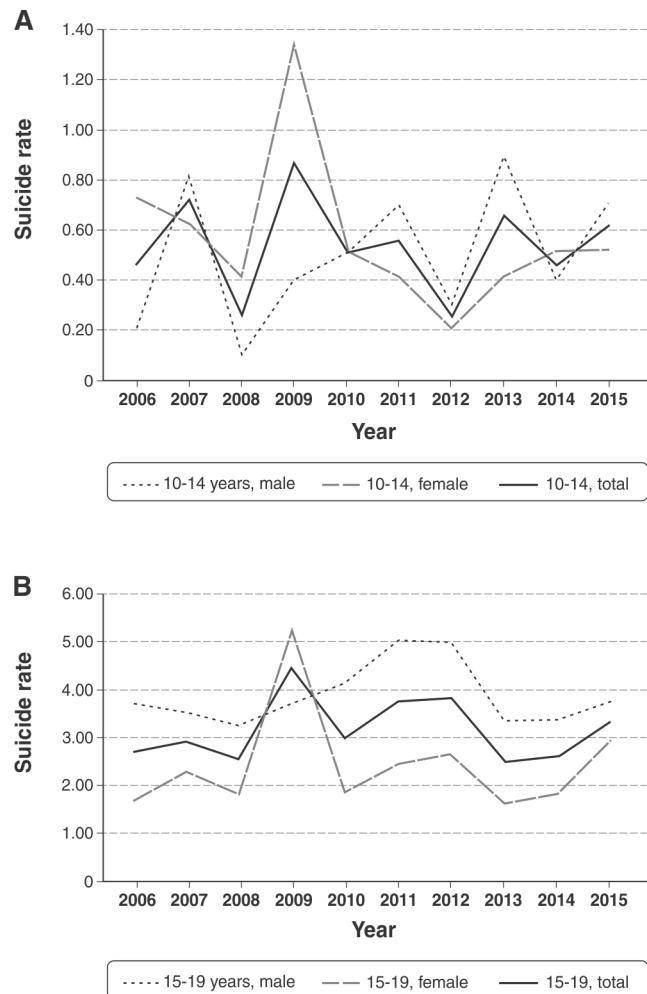 A
1.40
1.20
1.00
0.80
0.60
0.40
0.20
0
Suicide rate
2006 2007 2008 2009 2010 2011 2012 2013 2014 2015
Year
10-14 years, male 10-14, female 10-14, total
B
6.00
5.00
4.00
3.00
2.00
1.00
0
Suicide rate
2006 2007 2008 2009 2010 2011 2012 2013 2014 2015
Year
15-19 years, male 15-19, female 15-19, total